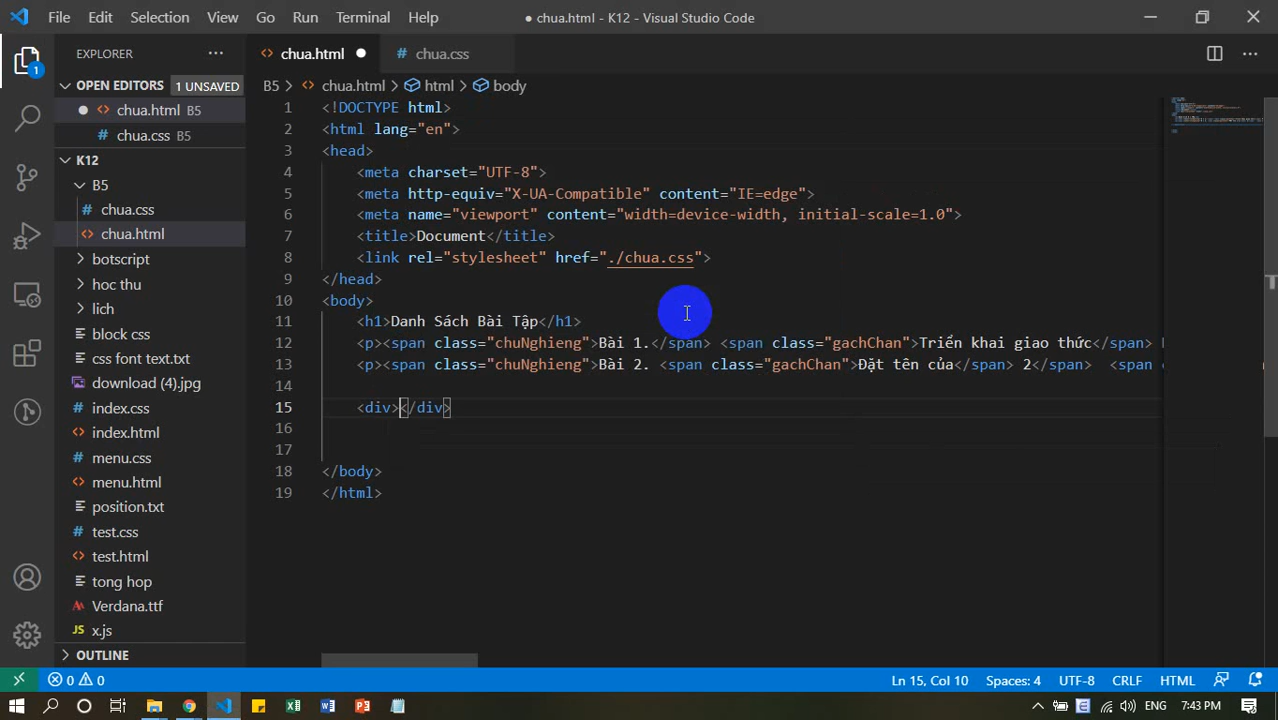 File Edit Selection View Go Run Terminal Help ● chua.html - K12 - Visual Studio Code
EXPLORER ···
1
OPEN EDITORS 1 UNSAVED
● <> chua.html B5
# chua.css B5
K12
B5
# chua.css
<> chua.html
botscript
hoc thu
lich
block css
css font text.txt
download (4).jpg
# index.css
<> index.html
# menu.css
<> menu.html
position.txt
# test.css
<> test.html
tong hop
Verdana.ttf
JS x.js
OUTLINE
<> chua.html ● # chua.css ···
B5 > <> chua.html > html > body
1 <!DOCTYPE html>
2 <html lang="en">
3 <head>
4 <meta charset="UTF-8">
5 <meta http-equiv="X-UA-Compatible" content="IE=edge">
6 <meta name="viewport" content="width=device-width, initial-scale=1.0">
7 <title>Document</title>
8 <link rel="stylesheet" href="./chua.css">
9 </head>
10 <body>
11 <h1>Danh Sách Bài Tập</h1>
12 <p><span class="chuNghieng">Bài 1.</span> <span class="gachChan">Triển khai giao thức</span>
13 <p><span class="chuNghieng">Bài 2. <span class="gachChan">Đặt tên của</span> 2</span> <span c
14
15 <div></div>
16
17
18 </body>
19 </html>
0 0 Ln 15, Col 10 Spaces: 4 UTF-8 CRLF HTML
ENG 7:43 PM